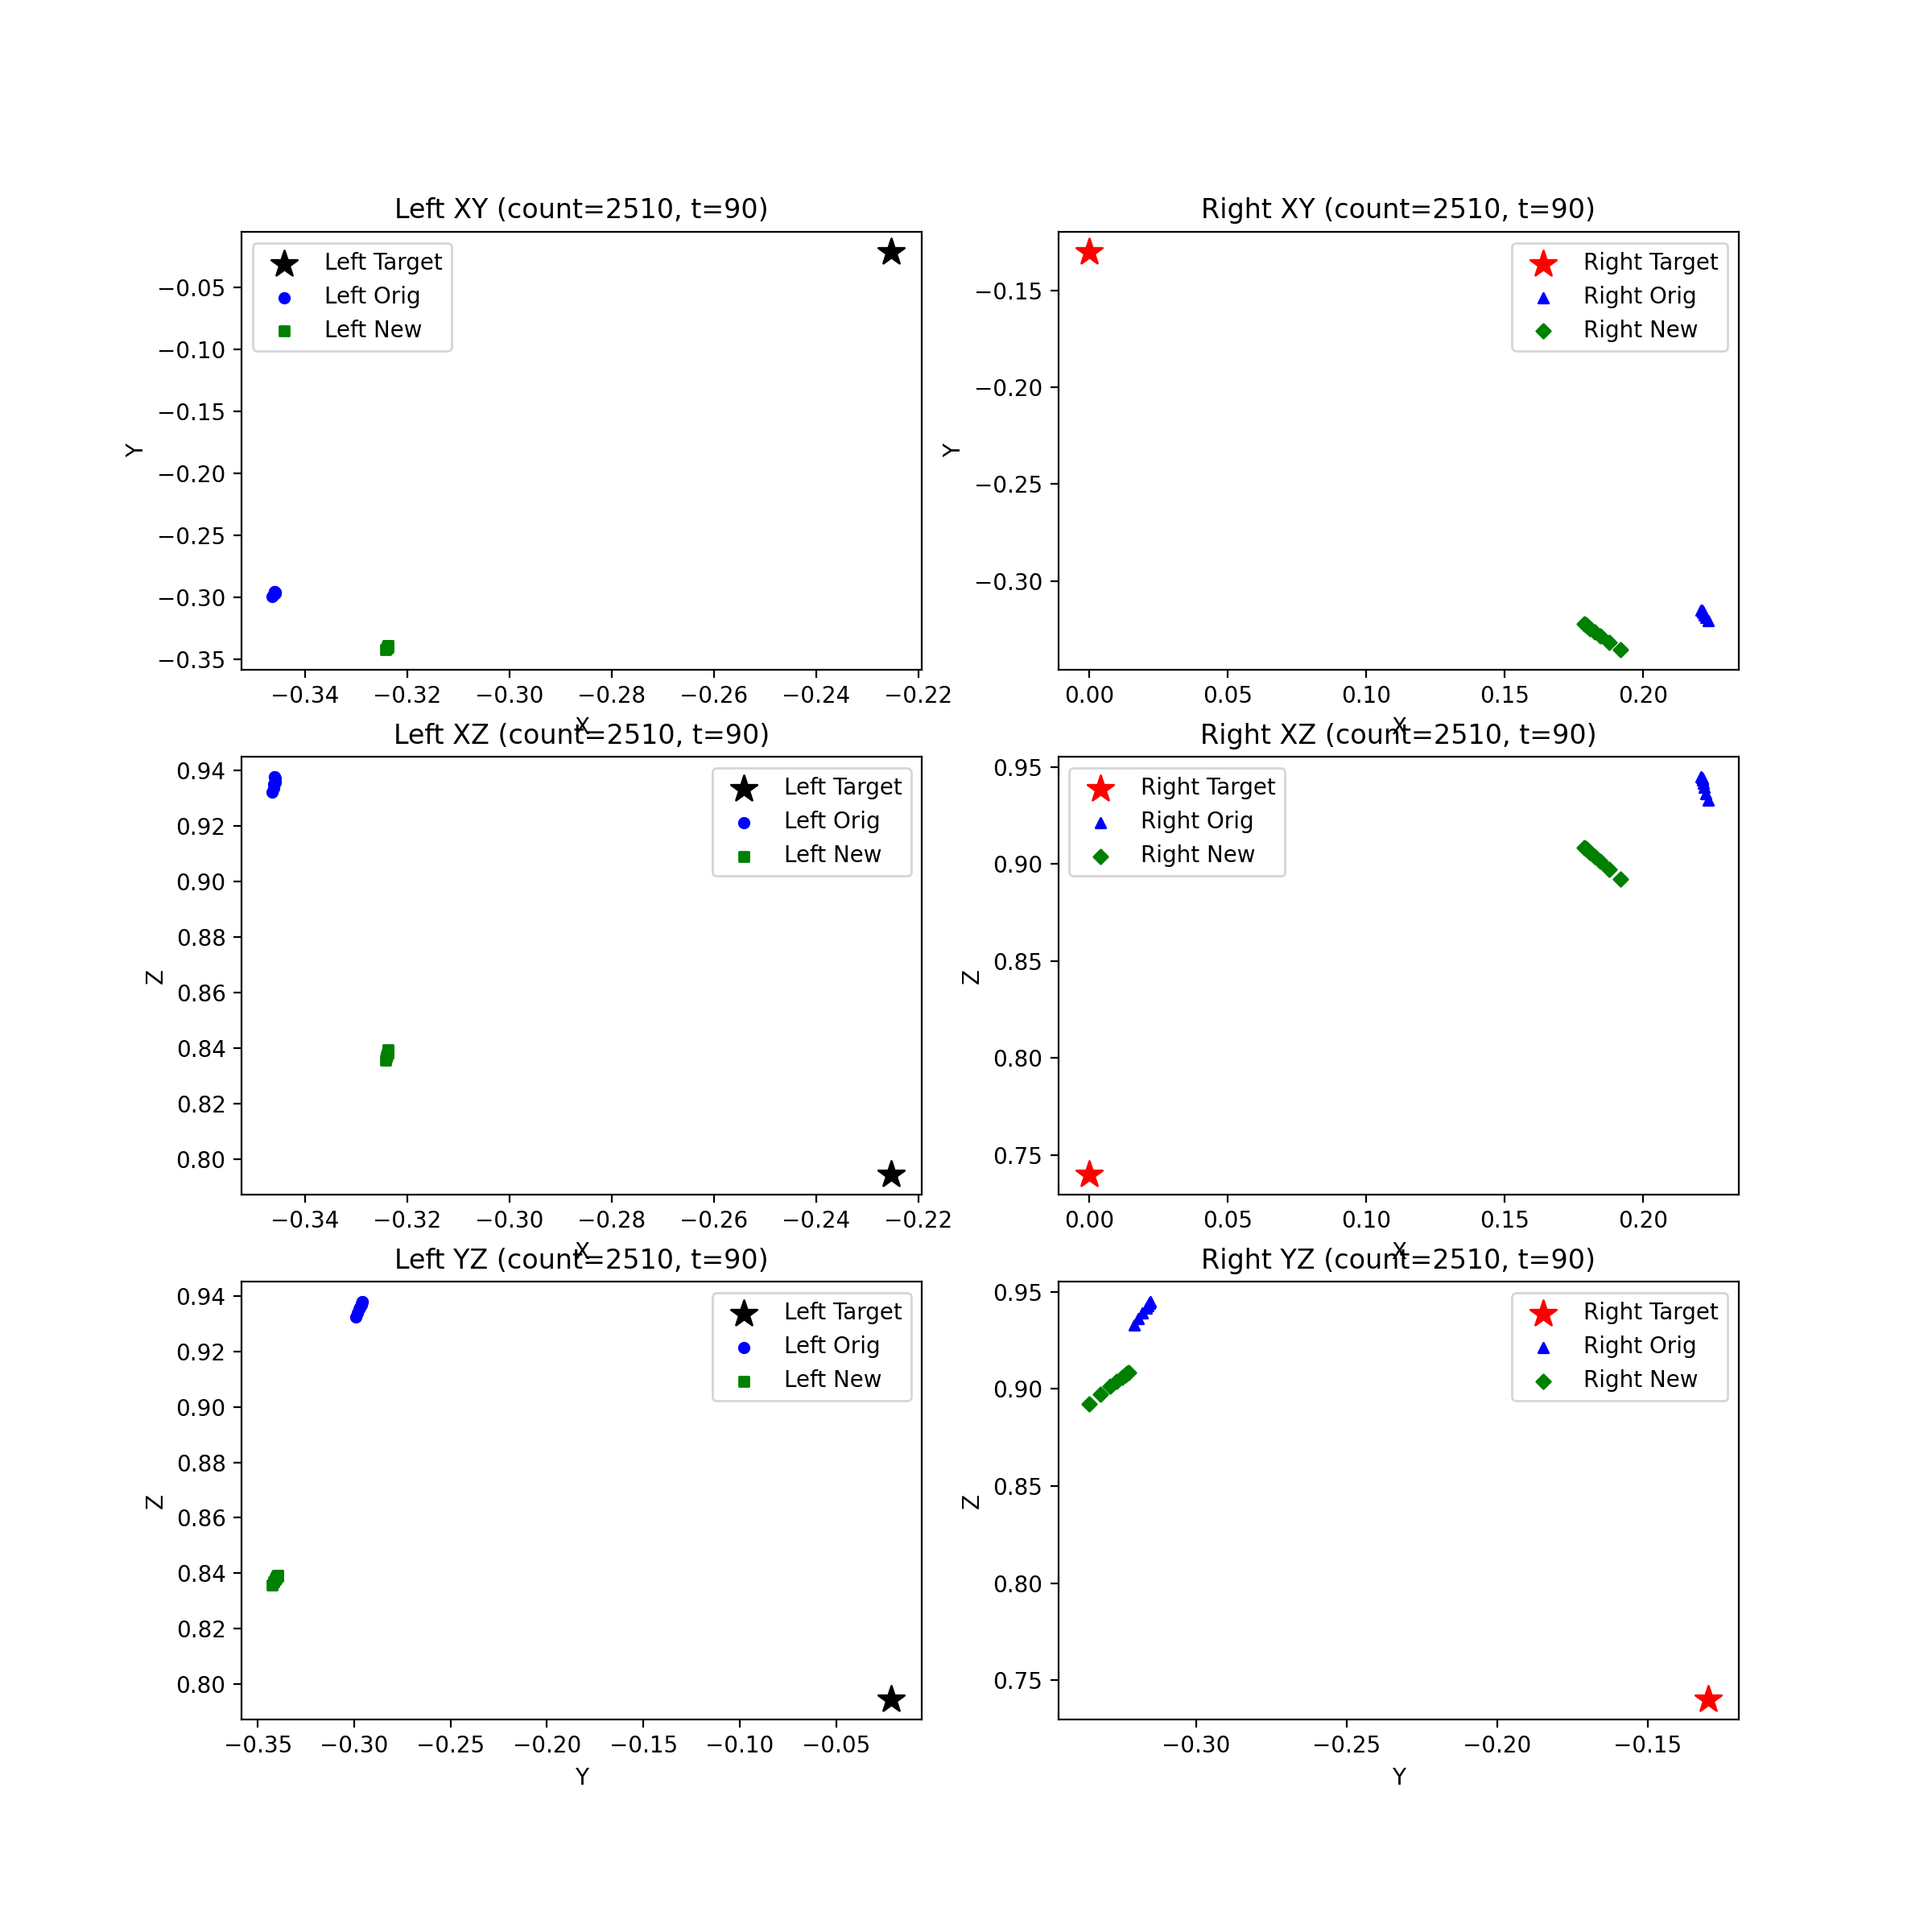 Left XY (count=2510, t=90)
Left Target
Left Orig
Left New
Y
−0.05
−0.10
−0.15
−0.20
−0.25
−0.30
−0.35
−0.34 −0.32 −0.30 −0.28 −0.26 −0.24 −0.22
X
Right XY (count=2510, t=90)
Right Target
Right Orig
Right New
Y
−0.15
−0.20
−0.25
−0.30
0.00 0.05 0.10 0.15 0.20
X
Left XZ (count=2510, t=90)
Left Target
Left Orig
Left New
Z
0.94
0.92
0.90
0.88
0.86
0.84
0.82
0.80
−0.34 −0.32 −0.30 −0.28 −0.26 −0.24 −0.22
X
Right XZ (count=2510, t=90)
Right Target
Right Orig
Right New
Z
0.95
0.90
0.85
0.80
0.75
0.00 0.05 0.10 0.15 0.20
X
Left YZ (count=2510, t=90)
Left Target
Left Orig
Left New
Z
0.94
0.92
0.90
0.88
0.86
0.84
0.82
0.80
−0.35 −0.30 −0.25 −0.20 −0.15 −0.10 −0.05
Y
Right YZ (count=2510, t=90)
Right Target
Right Orig
Right New
Z
0.95
0.90
0.85
0.80
0.75
−0.30 −0.25 −0.20 −0.15
Y